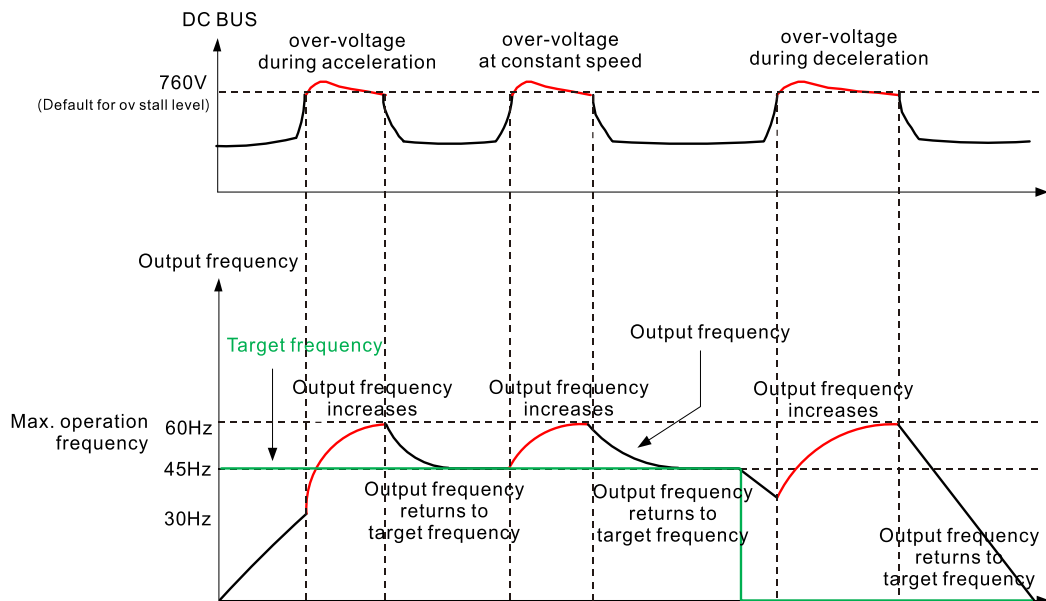 DC BUS
over-voltage
during acceleration
over-voltage
at constant speed
over-voltage
during deceleration
760V
(Default for ov stall level)
Output frequency
Target frequency
Output frequency
Output frequency
increases
Output frequency
increases
Output frequency
increases
Max. operation
frequency
60Hz
45Hz
30Hz
Output frequency
returns to
target frequency
Output frequency
returns to
target frequency
Output frequency
returns to
target frequency